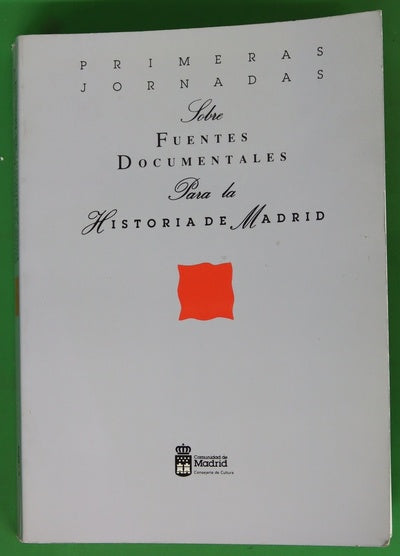 PRIMERAS
JORNADAS
Sobre
FUENTES
DOCUMENTALES
Para la
HISTORIA DE MADRID
Comunidad de
Madrid
Consejería de Cultura